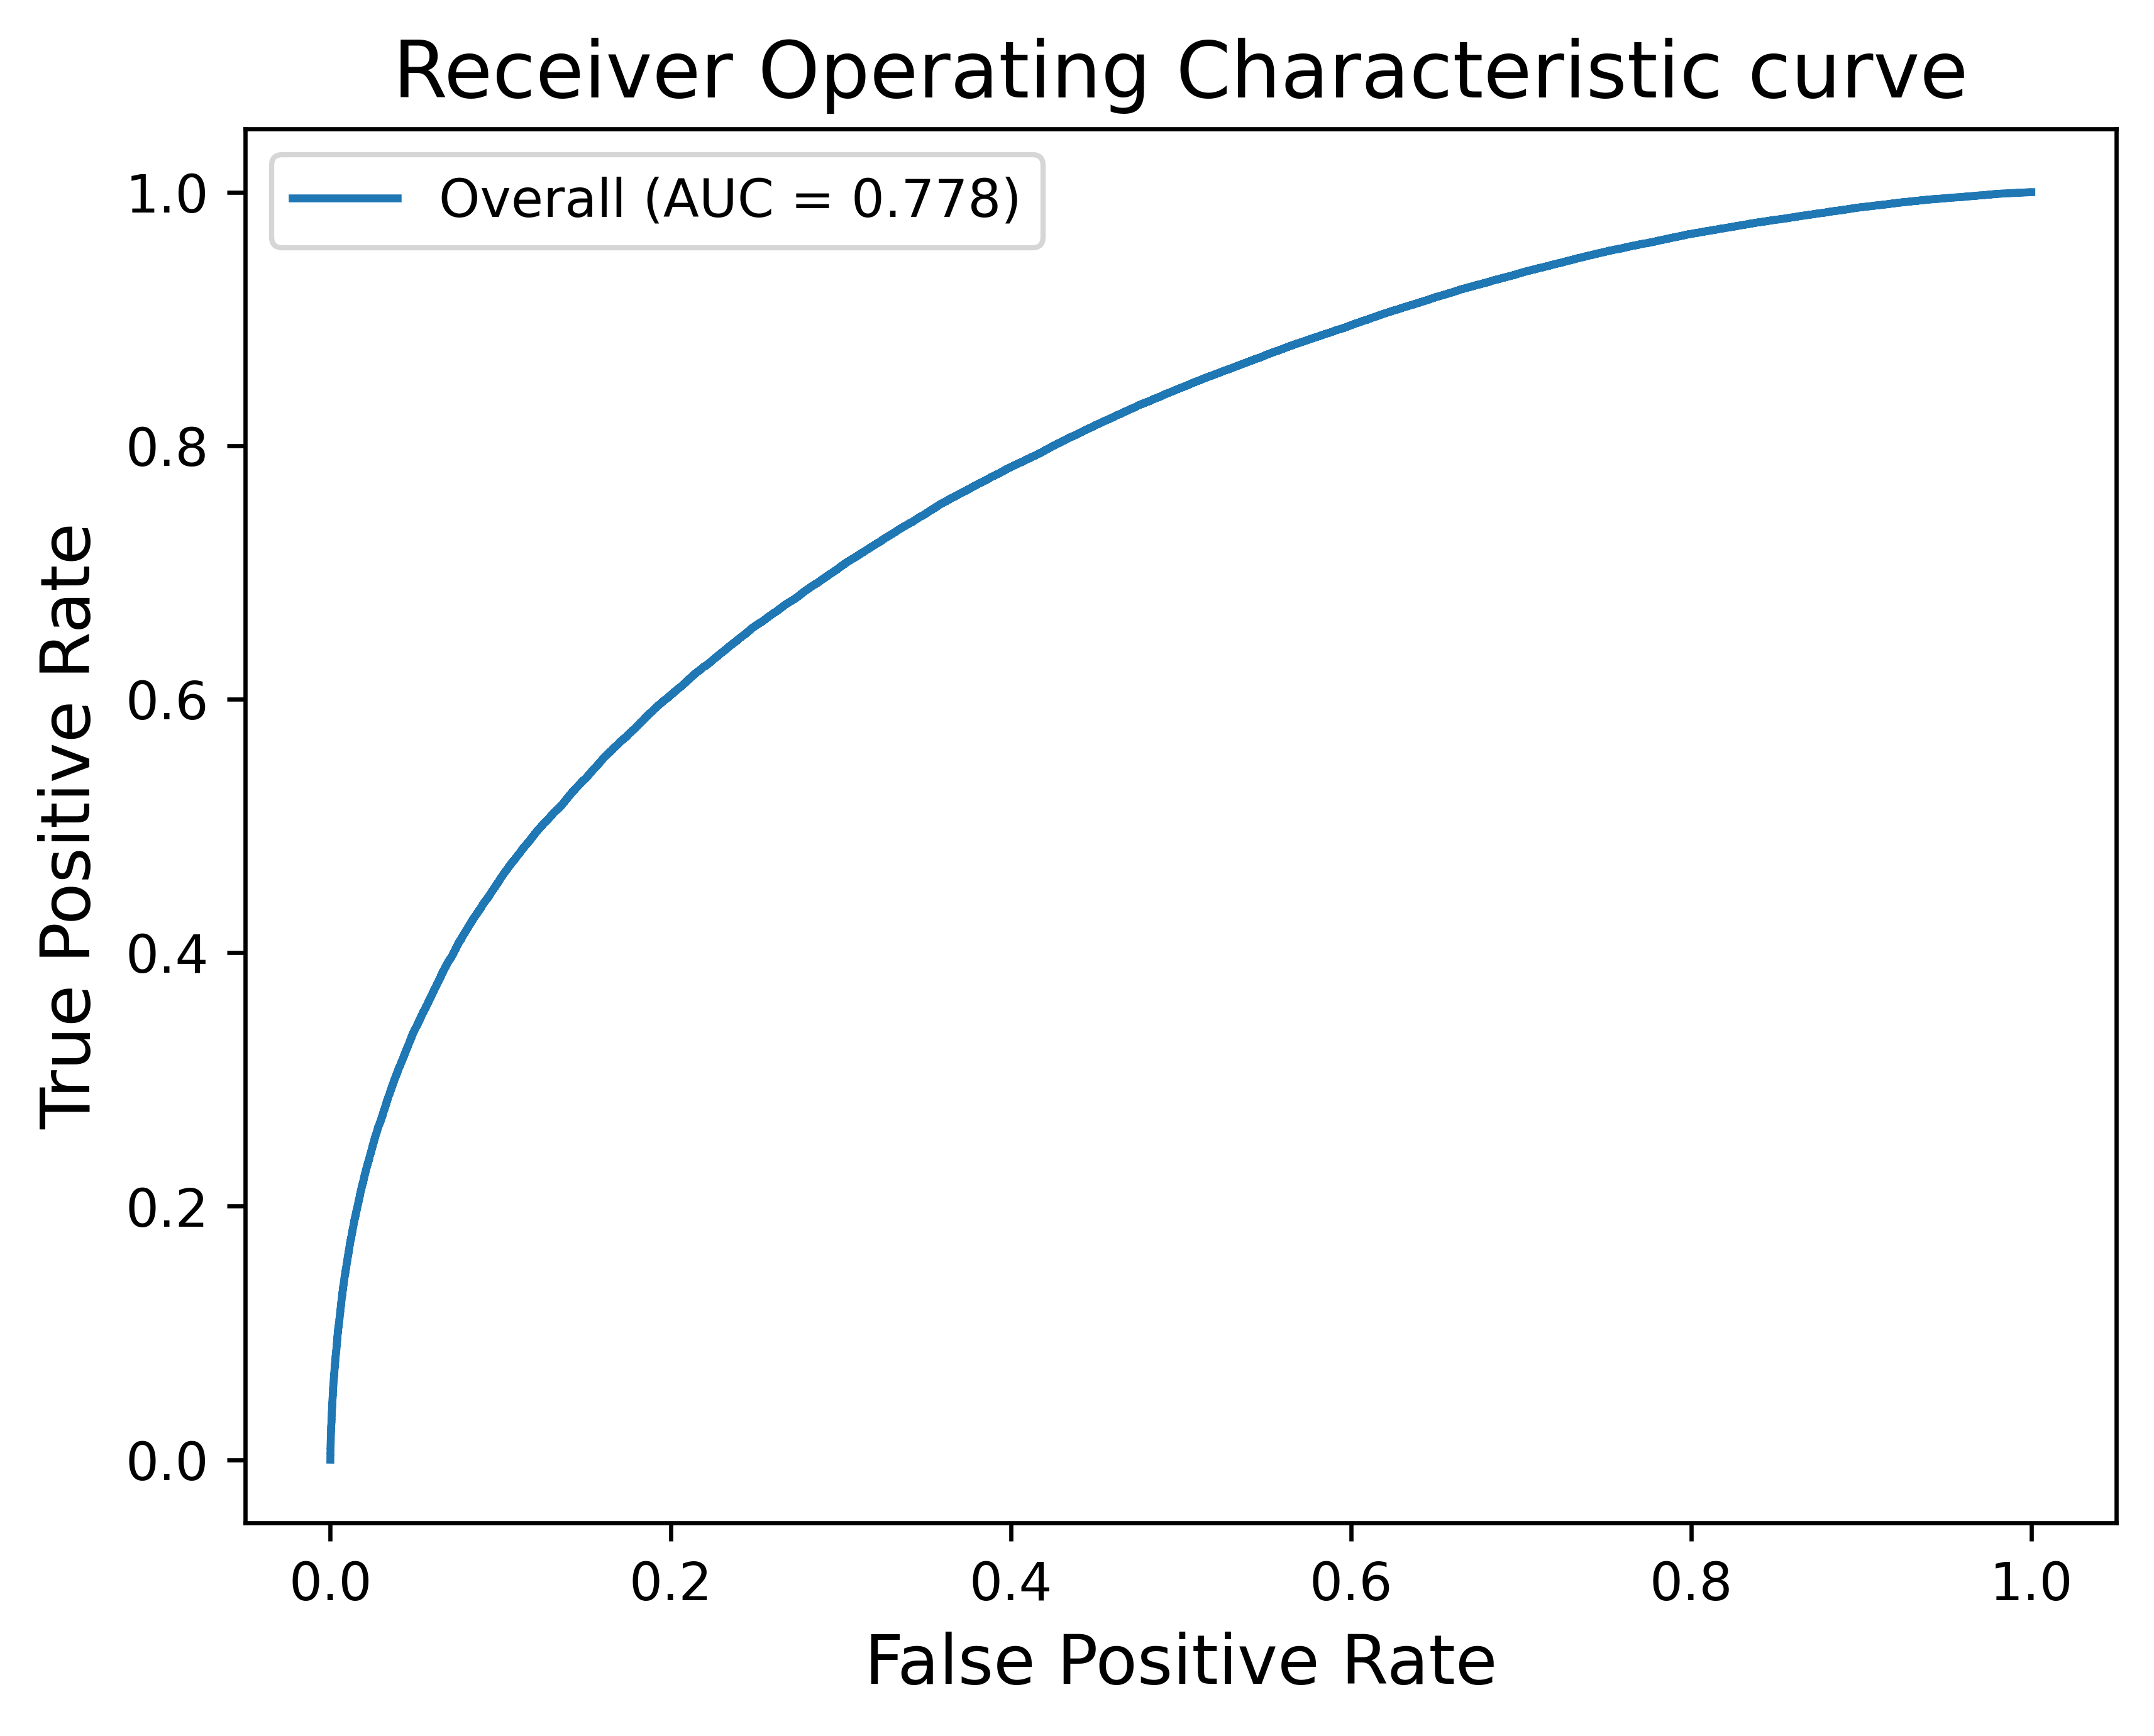 Receiver Operating Characteristic curve
Overall (AUC = 0.778)
True Positive Rate
1.0
0.8
0.6
0.4
0.2
0.0
0.0 0.2 0.4 0.6 0.8 1.0
False Positive Rate